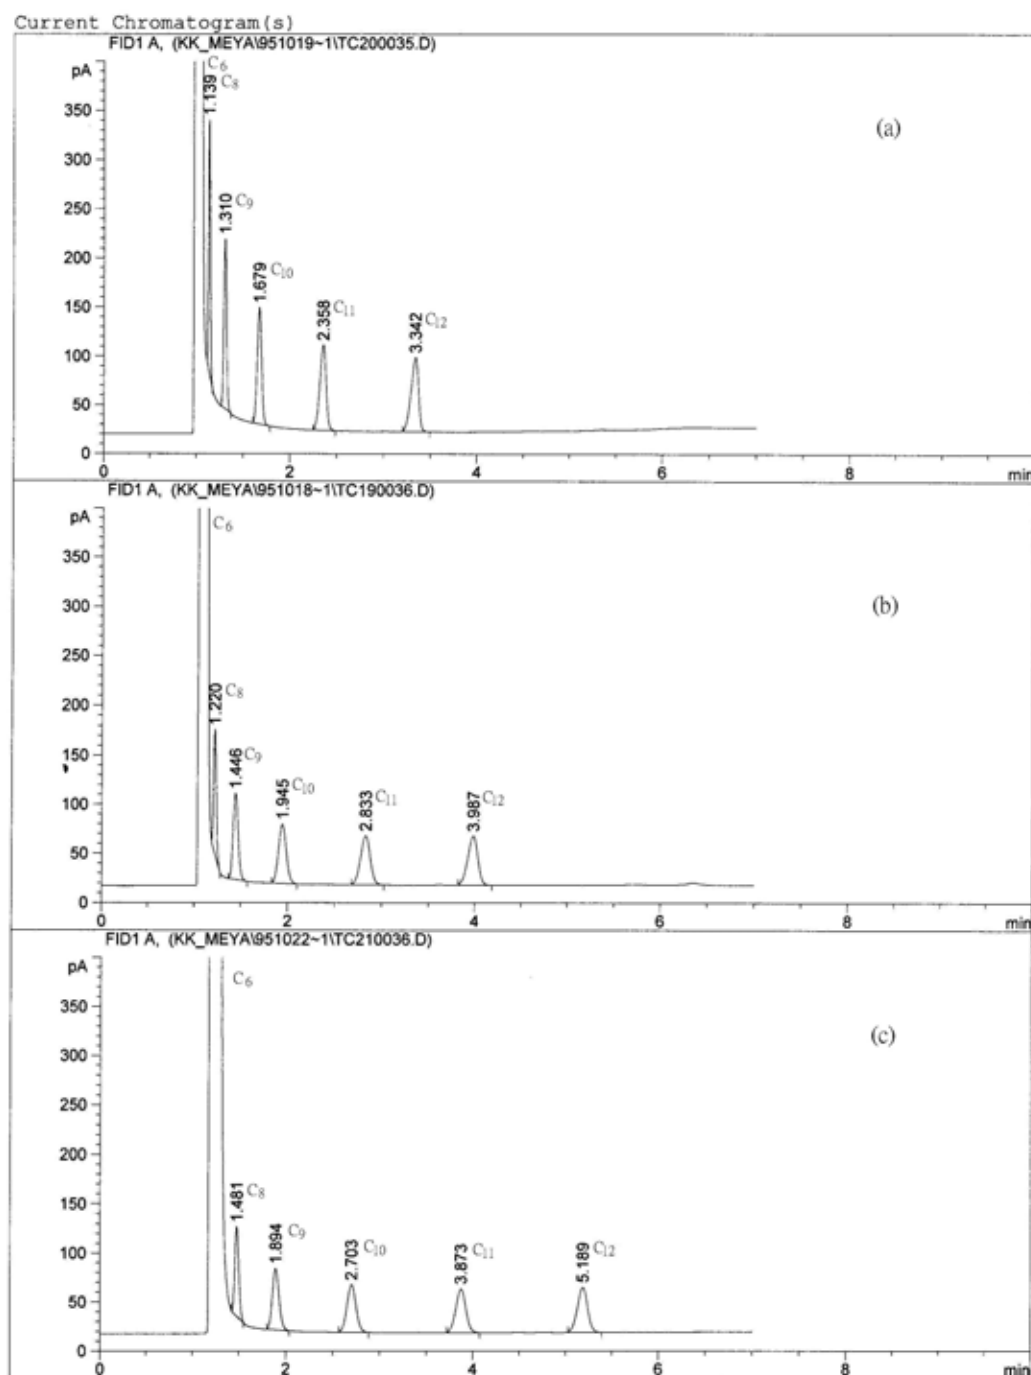 Current Chromatogram(s)
FID1 A, (KK_MEYA\951019~1\TC200035.D)
pA
350
300
250
200
150
100
50
0
C6
1.139 C8
1.310 C9
1.679 C10
2.358 C11
3.342 C12
(a)
0 2 4 6 8 min
FID1 A, (KK_MEYA\951018~1\TC190036.D)
pA
350
300
250
200
150
100
50
0
C6
1.220 C8
1.446 C9
1.945 C10
2.833 C11
3.987 C12
(b)
0 2 4 6 8 min
FID1 A, (KK_MEYA\951022~1\TC210036.D)
pA
350
300
250
200
150
100
50
0
C6
1.481 C8
1.894 C9
2.703 C10
3.873 C11
5.189 C12
(c)
0 2 4 6 8 min